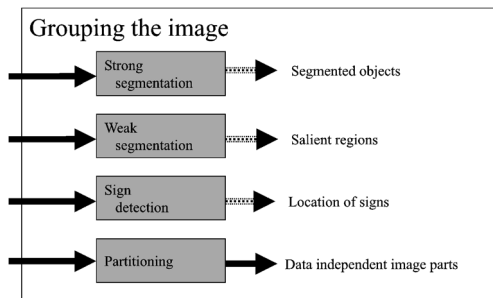 Grouping the image
Strong
segmentation
Segmented objects
Weak
segmentation
Salient regions
Sign
detection
Location of signs
Partitioning
Data independent image parts